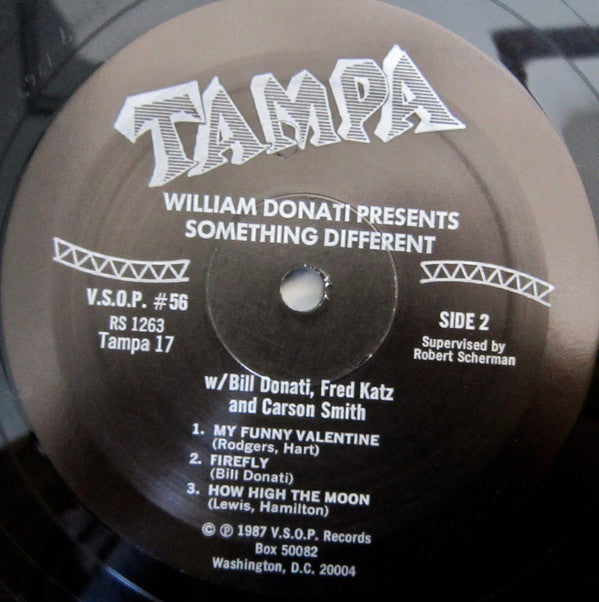 TAMPA
WILLIAM DONATI PRESENTS
SOMETHING DIFFERENT
V.S.O.P. #56
RS 1263
Tampa 17
SIDE 2
Supervised by
Robert Scherman
w/Bill Donati, Fred Katz
and Carson Smith
1. MY FUNNY VALENTINE
(Rodgers, Hart)
2. FIREFLY
(Bill Donati)
3. HOW HIGH THE MOON
(Lewis, Hamilton)
© ℗ 1987 V.S.O.P. Records
Box 50082
Washington, D.C. 20004